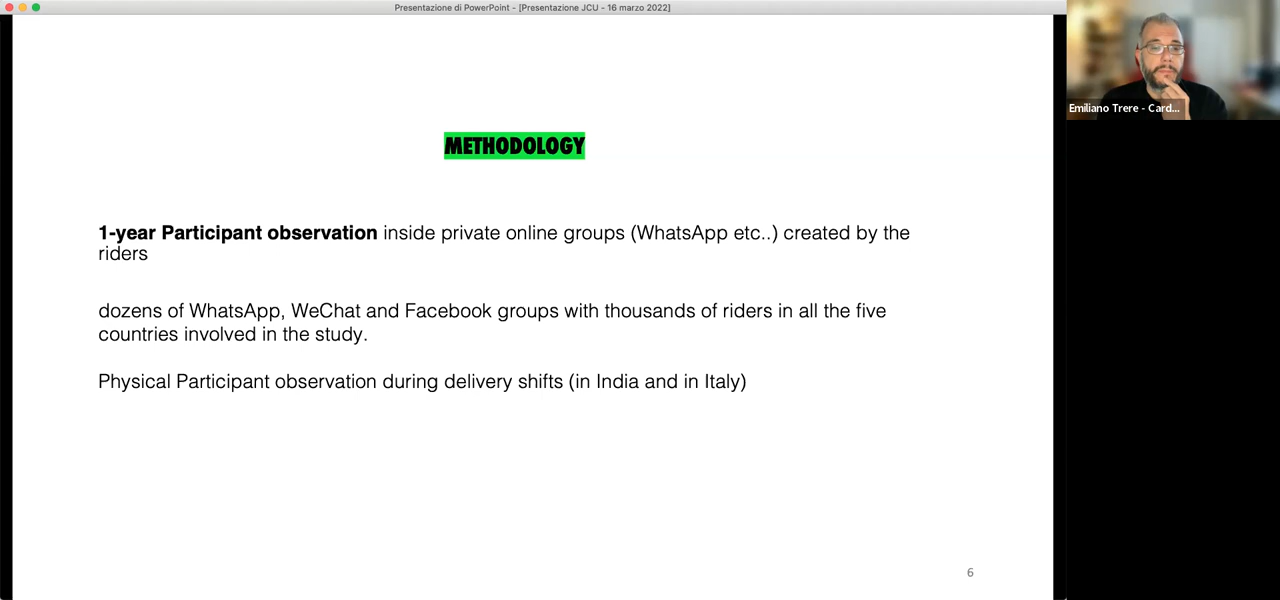 Presentazione di PowerPoint - [Presentazione JCU - 16 marzo 2022]
Emiliano Trere - Card...
METHODOLOGY
1-year Participant observation inside private online groups (WhatsApp etc..) created by the
riders
dozens of WhatsApp, WeChat and Facebook groups with thousands of riders in all the five
countries involved in the study.
Physical Participant observation during delivery shifts (in India and in Italy)
6